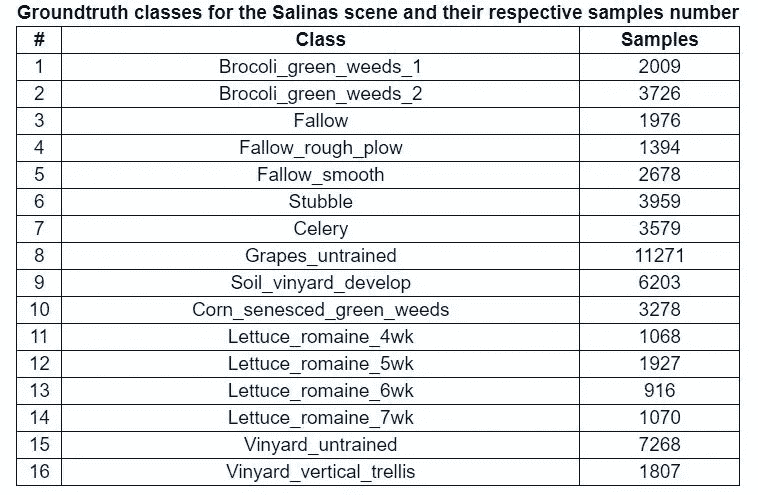 Groundtruth classes for the Salinas scene and their respective samples number
# Class Samples
1 Brocoli_green_weeds_1 2009
2 Brocoli_green_weeds_2 3726
3 Fallow 1976
4 Fallow_rough_plow 1394
5 Fallow_smooth 2678
6 Stubble 3959
7 Celery 3579
8 Grapes_untrained 11271
9 Soil_vinyard_develop 6203
10 Corn_senesced_green_weeds 3278
11 Lettuce_romaine_4wk 1068
12 Lettuce_romaine_5wk 1927
13 Lettuce_romaine_6wk 916
14 Lettuce_romaine_7wk 1070
15 Vinyard_untrained 7268
16 Vinyard_vertical_trellis 1807